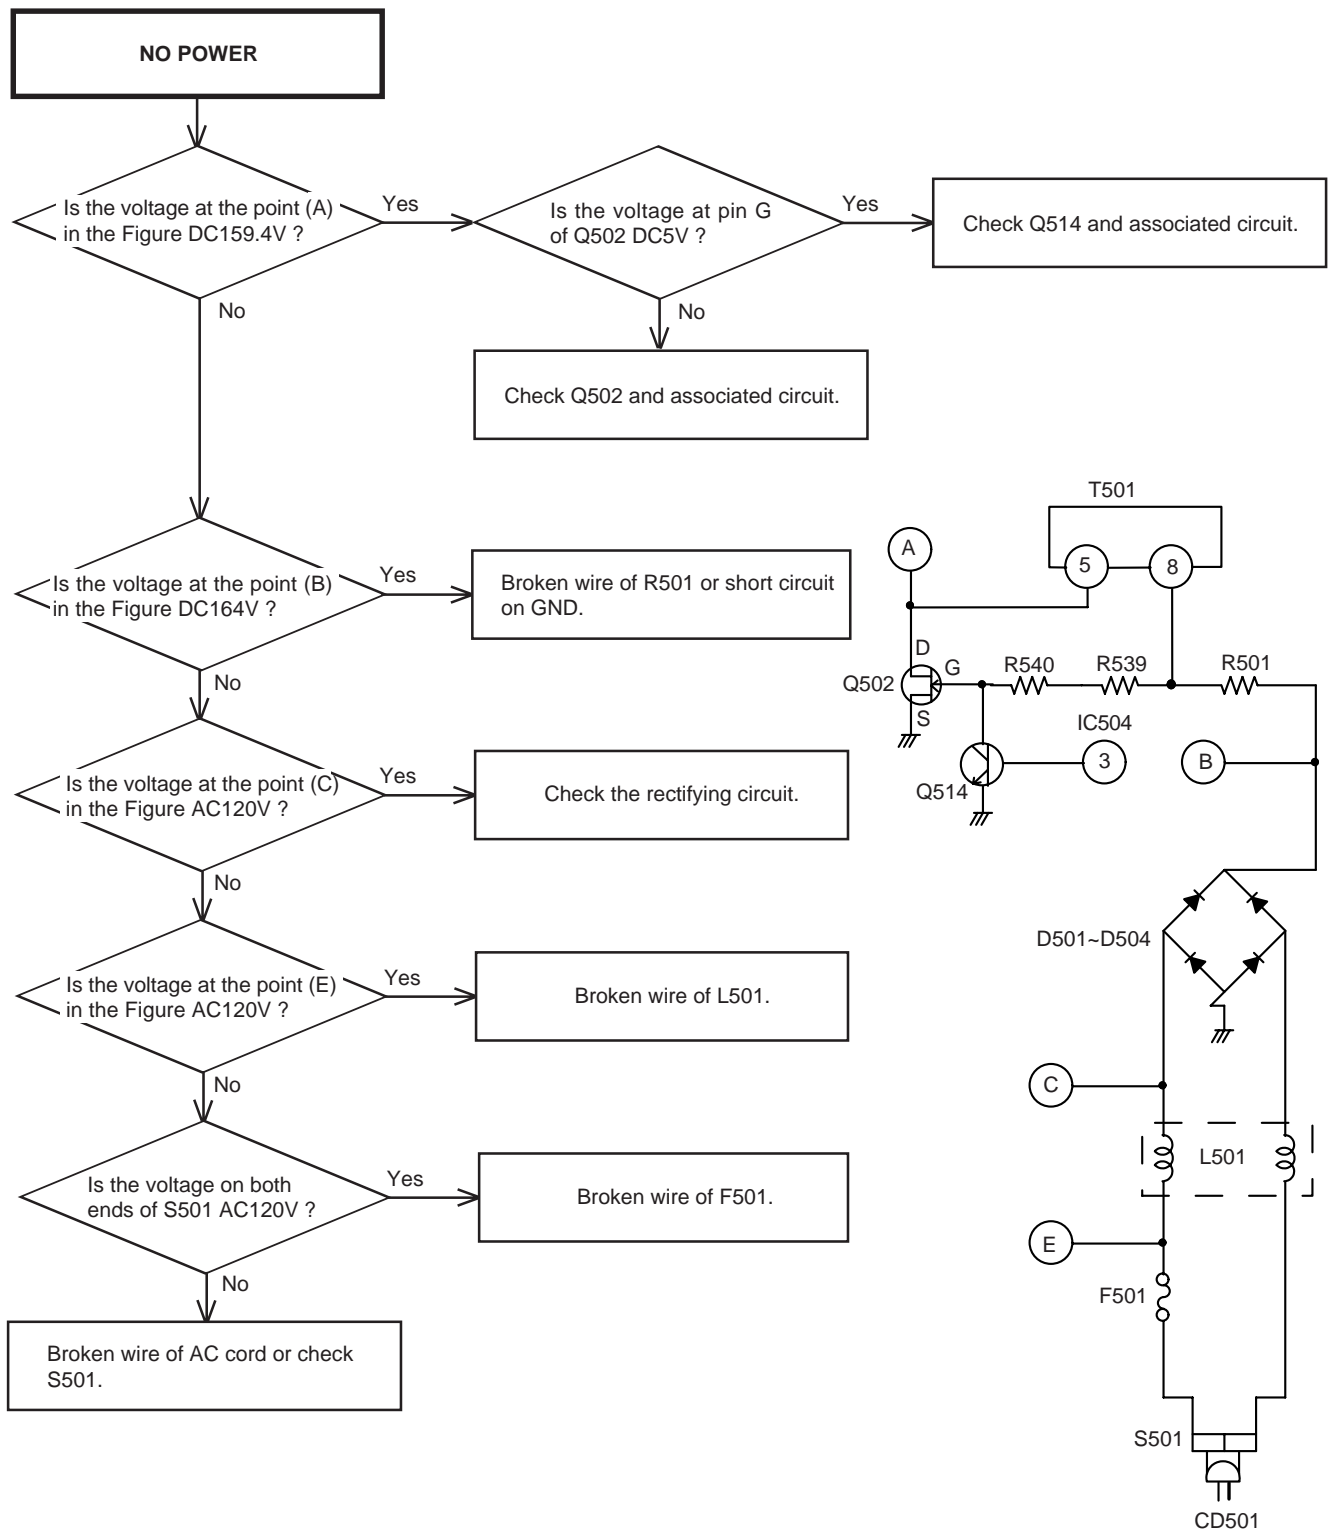 NO POWER
Is the voltage at the point (A)
in the Figure DC159.4V ?
Yes
No
Is the voltage at pin G
of Q502 DC5V ?
Yes
No
Check Q514 and associated circuit.
Check Q502 and associated circuit.
Is the voltage at the point (B)
in the Figure DC164V ?
Yes
No
Broken wire of R501 or short circuit
on GND.
Is the voltage at the point (C)
in the Figure AC120V ?
Yes
No
Check the rectifying circuit.
Is the voltage at the point (E)
in the Figure AC120V ?
Yes
No
Broken wire of L501.
Is the voltage on both
ends of S501 AC120V ?
Yes
No
Broken wire of F501.
Broken wire of AC cord or check
S501.
T501
A
5
8
D
G
S
Q502
R540
R539
R501
IC504
3
B
Q514
D501~D504
C
L501
E
F501
S501
CD501